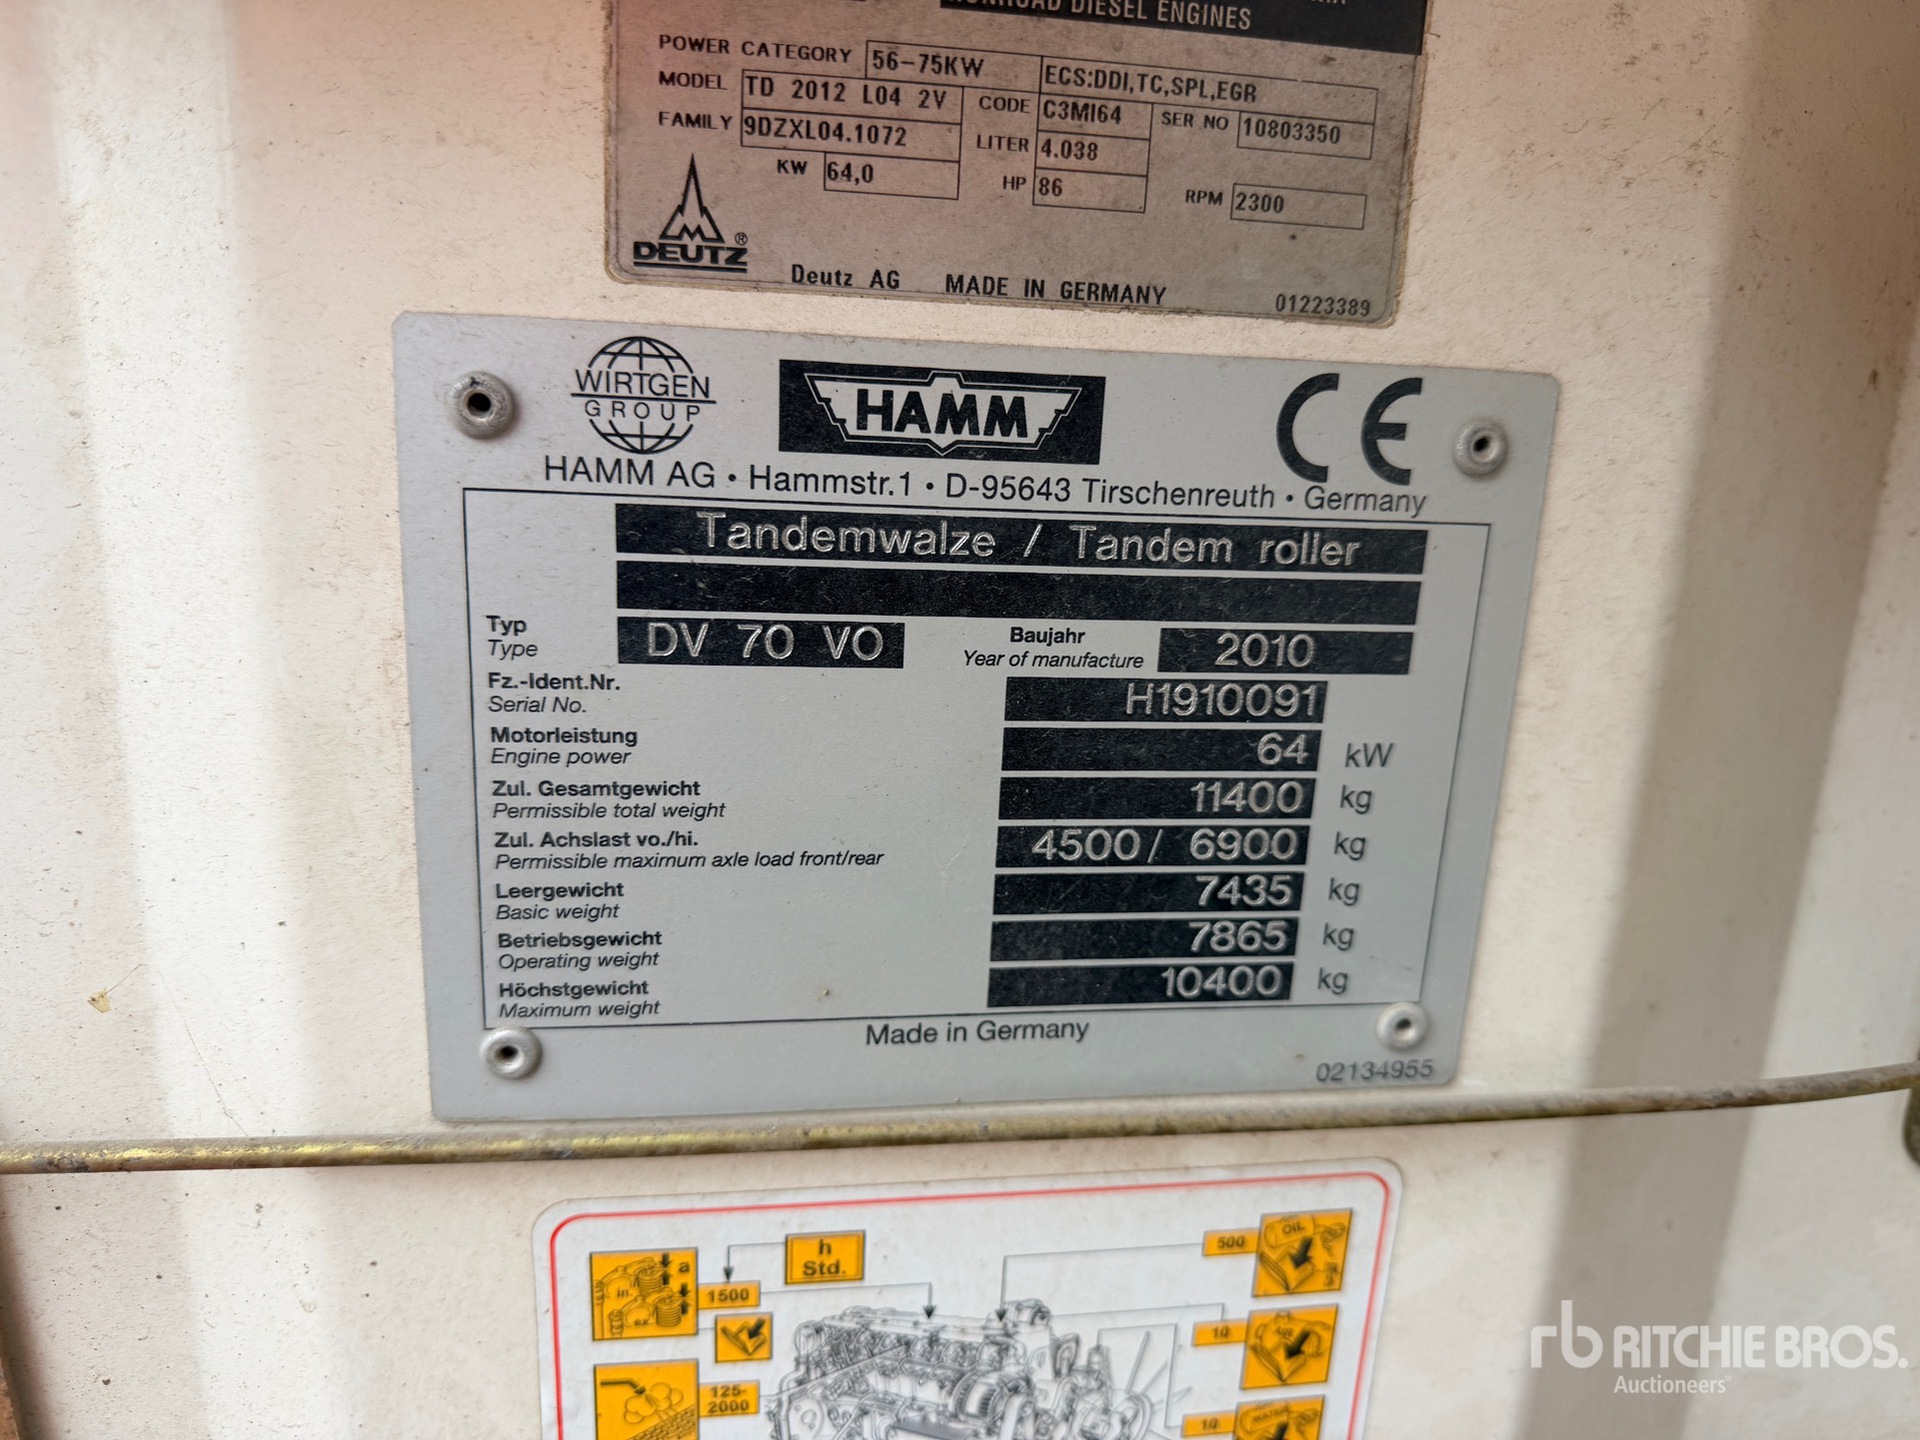 DIESEL ENGINES
POWER CATEGORY 56-75KW ECS:DDI,TC,SPL,EGR
MODEL TD 2012 L04 2V CODE C3MI64 SER NO 10803350
FAMILY 9DZXL04.1072 LITER 4.038
KW 64,0 HP 86 RPM 2300
DEUTZ ®
Deutz AG MADE IN GERMANY 01223389
WIRTGEN
GROUP
HAMM
CE
HAMM AG • Hammstr.1 • D-95643 Tirschenreuth • Germany
Tandemwalze / Tandem roller
Typ
Type
DV 70 VO
Baujahr
Year of manufacture
2010
Fz.-Ident.Nr.
Serial No.
H1910091
Motorleistung
Engine power
64 kW
Zul. Gesamtgewicht
Permissible total weight
11400 kg
Zul. Achslast vo./hi.
Permissible maximum axle load front/rear
4500/ 6900 kg
Leergewicht
Basic weight
7435 kg
Betriebsgewicht
Operating weight
7865 kg
Höchstgewicht
Maximum weight
10400 kg
Made in Germany
02134955
h
Std.
a
in.
ex.
1500
500
OIL
10
125-
2000
10
rb RITCHIE BROS.
Auctioneers